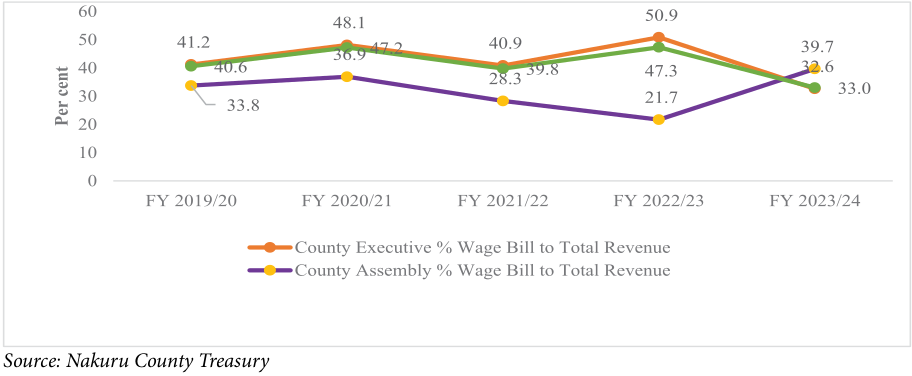 60
50
40
30
20
10
0
Per cent
41.2
48.1
40.9
50.9
39.7
40.6
47.2
39.8
47.3
33.0
33.8
36.9
28.3
21.7
32.6
FY 2019/20
FY 2020/21
FY 2021/22
FY 2022/23
FY 2023/24
County Executive % Wage Bill to Total Revenue
County Assembly % Wage Bill to Total Revenue
Source: Nakuru County Treasury